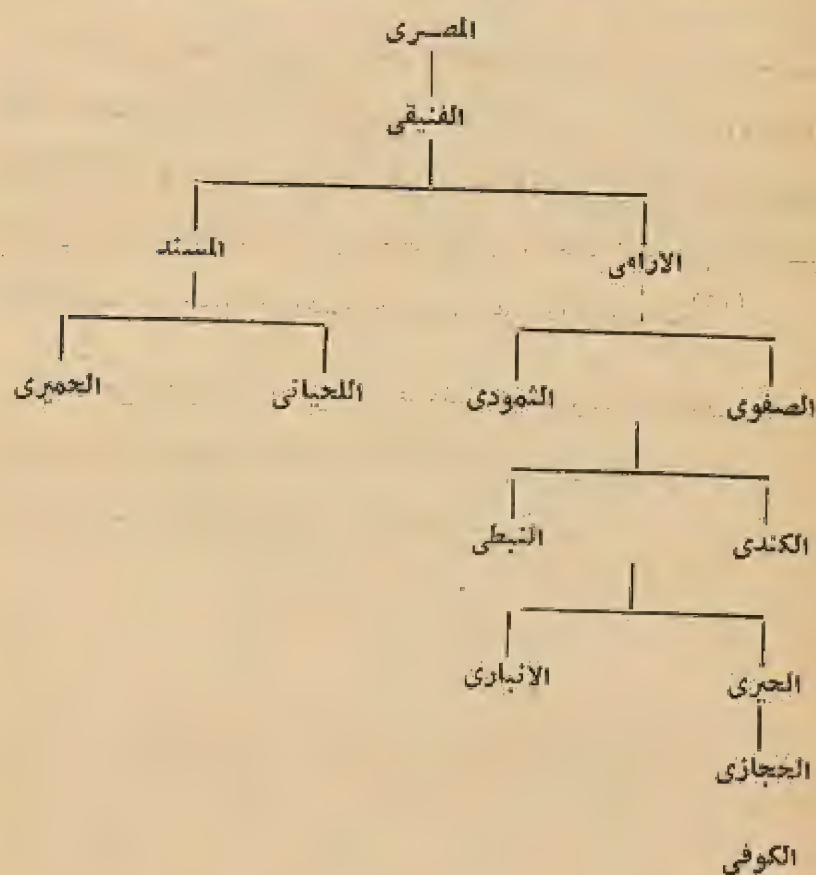 المصرى
الفنيقى
الارامى المسند
الصفوى الثمودى اللحيانى الحميرى
الكندى النبطى
الحيرى الانبارى
الحجازى
الكوفى